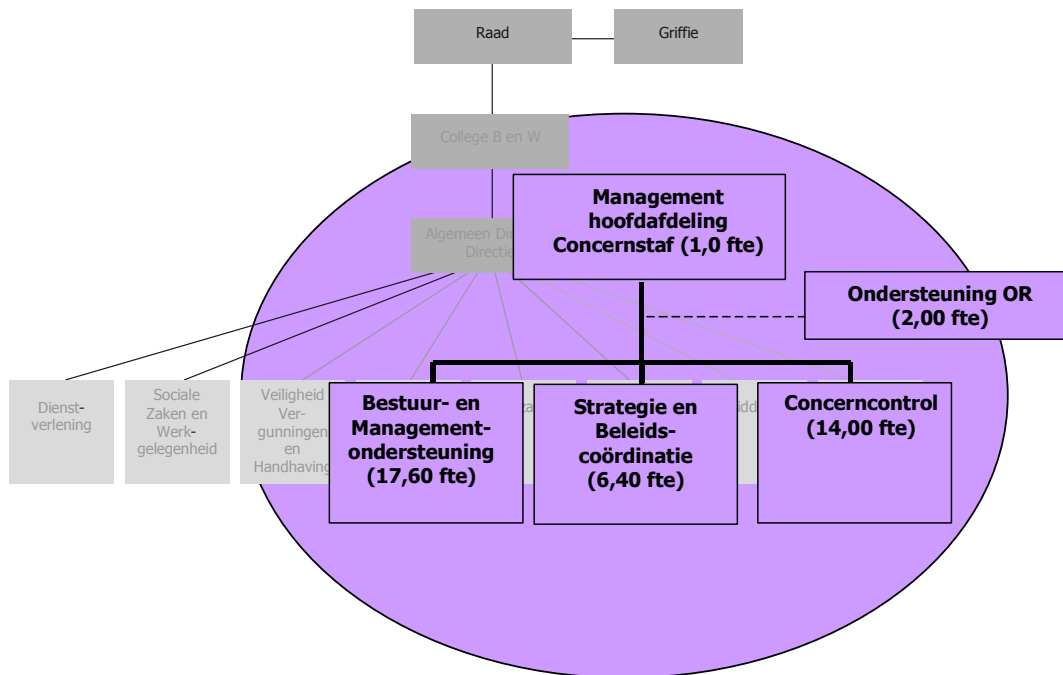 Raad
Griffie
College B en W
Management
hoofdafdeling
Concernstaf (1,0 fte)
Algemeen
Directie
Ondersteuning OR
(2,00 fte)
Dienst-
verlening
Sociale
Zaken en
Werk-
gelegenheid
Veiligheid
Ver-
gunningen
en
Handhaving
Bestuur- en
Management-
ondersteuning
(17,60 fte)
Strategie en
Beleids-
coördinatie
(6,40 fte)
Concerncontrol
(14,00 fte)